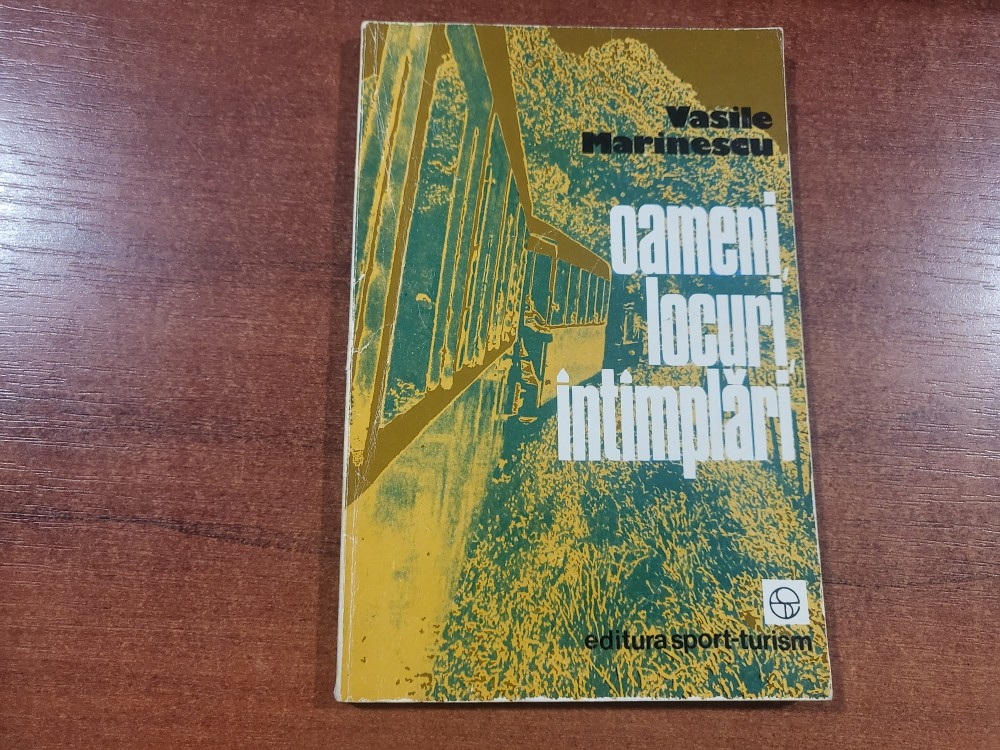 Vasile
Marinescu
oameni,
locuri,
întîmplări
editura sport-turism